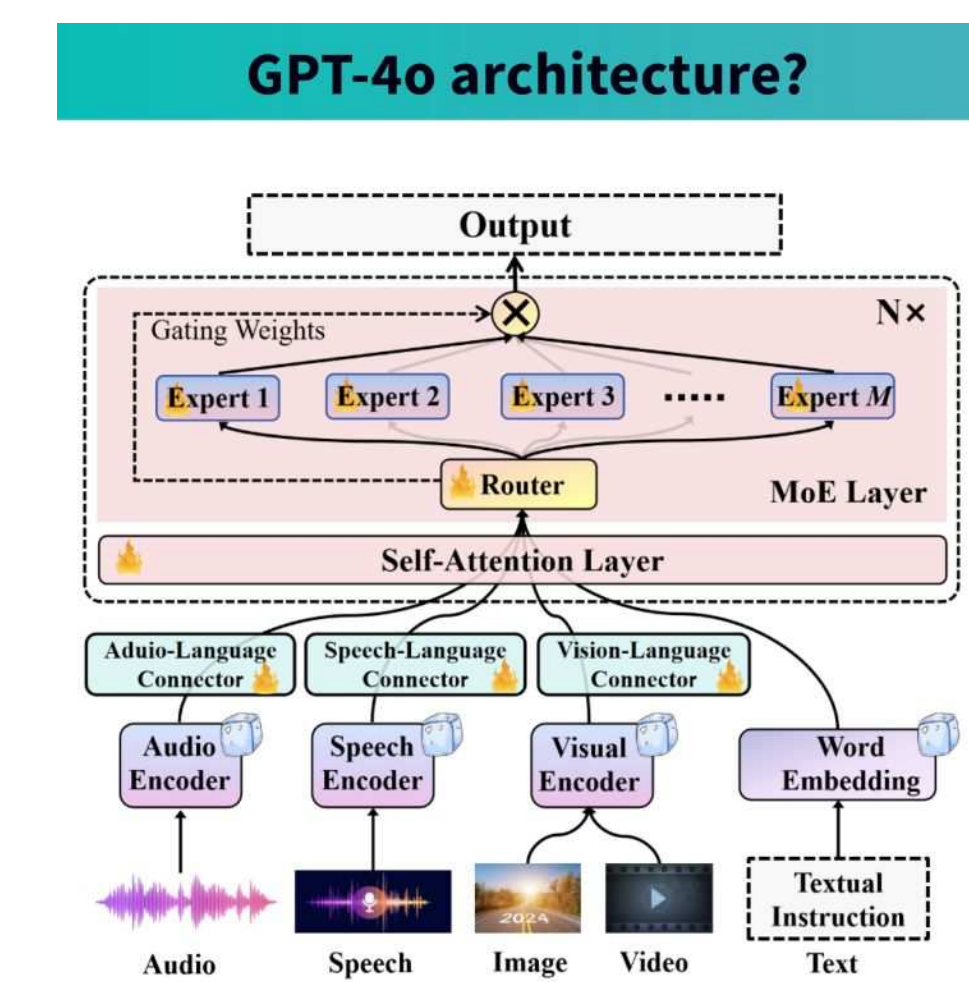 GPT-4o architecture?
Output
N×
Gating Weights
Expert 1
Expert 2
Expert 3
.....
Expert M
Router
MoE Layer
Self-Attention Layer
Aduio-Language
Connector
Speech-Language
Connector
Vision-Language
Connector
Audio
Encoder
Speech
Encoder
Visual
Encoder
Word
Embedding
2024
Textual
Instruction
Audio
Speech
Image
Video
Text